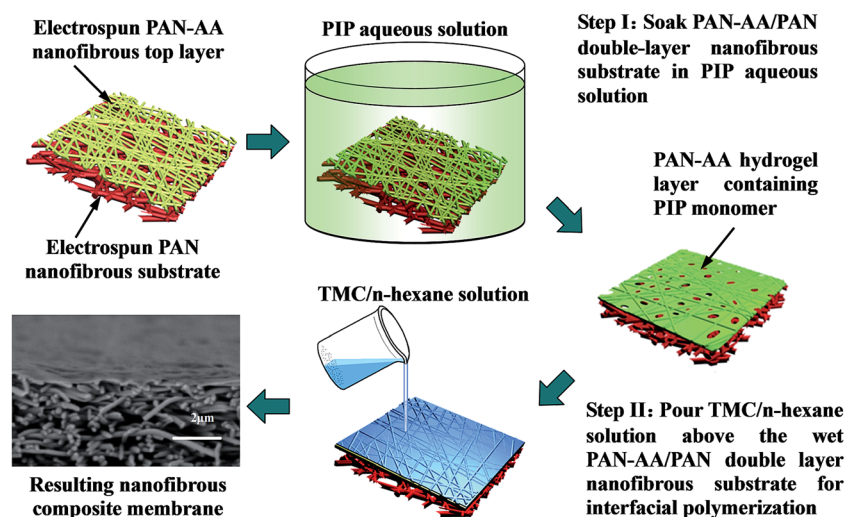 Electrospun PAN-AA
nanofibrous top layer
PIP aqueous solution
Step I: Soak PAN-AA/PAN
double-layer nanofibrous
substrate in PIP aqueous
solution
Electrospun PAN
nanofibrous substrate
PAN-AA hydrogel
layer containing
PIP monomer
TMC/n-hexane solution
Step II: Pour TMC/n-hexane
solution above the wet
PAN-AA/PAN double layer
nanofibrous substrate for
interfacial polymerization
2μm
Resulting nanofibrous
composite membrane